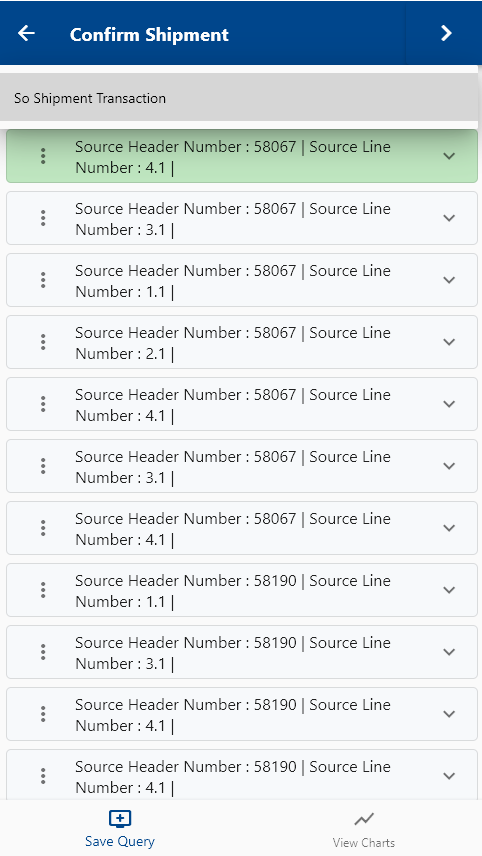 Confirm Shipment
So Shipment Transaction
Source Header Number : 58067 | Source Line
Number : 4.1 |
Source Header Number : 58067 | Source Line
Number : 3.1 |
Source Header Number : 58067 | Source Line
Number : 1.1 |
Source Header Number : 58067 | Source Line
Number : 2.1 |
Source Header Number : 58067 | Source Line
Number : 4.1 |
Source Header Number : 58067 | Source Line
Number : 3.1 |
Source Header Number : 58067 | Source Line
Number : 4.1 |
Source Header Number : 58190 | Source Line
Number : 1.1 |
Source Header Number : 58190 | Source Line
Number : 3.1 |
Source Header Number : 58190 | Source Line
Number : 4.1 |
Source Header Number : 58190 | Source Line
Number : 4.1 |
Save Query
View Charts